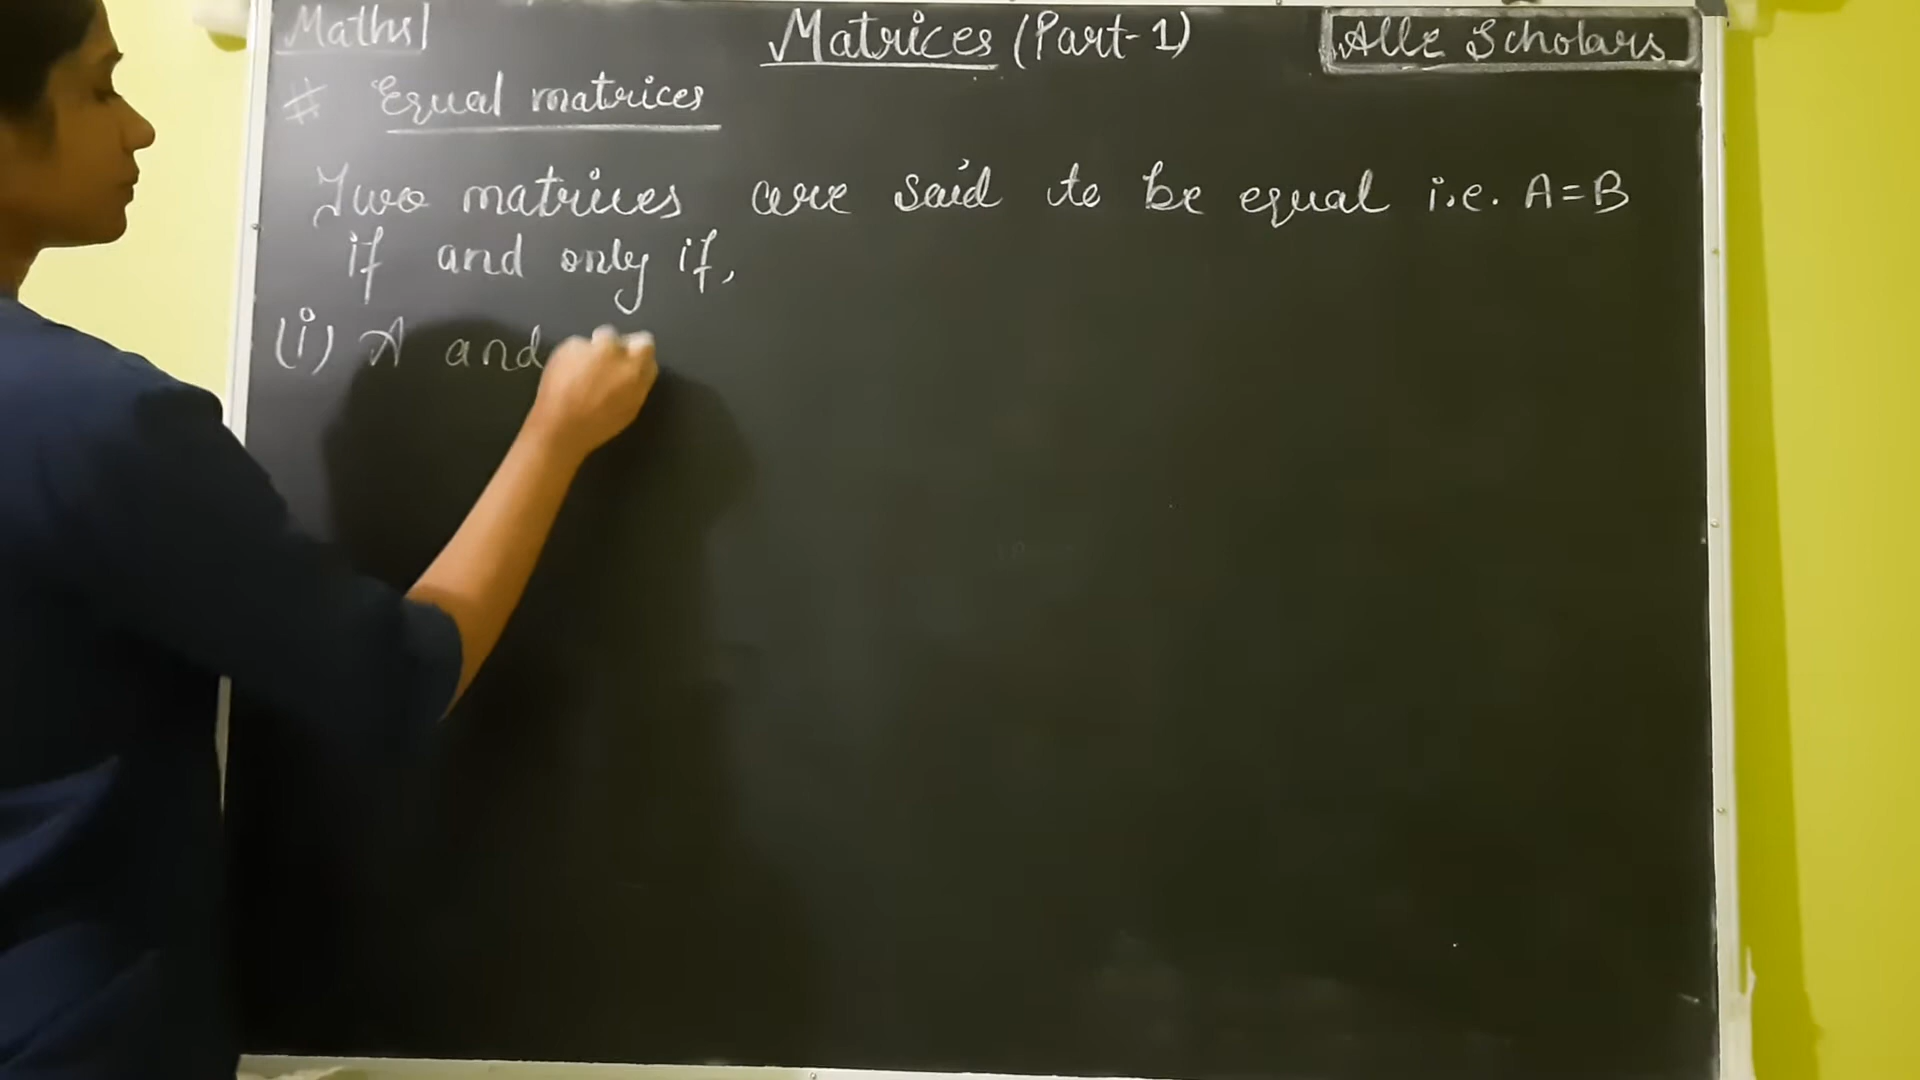 Maths
Matrices (Part-1)
Alle Scholars
# Equal matrices
Two matrices are said to be equal i.e. A=B
if and only if,
(i) A and